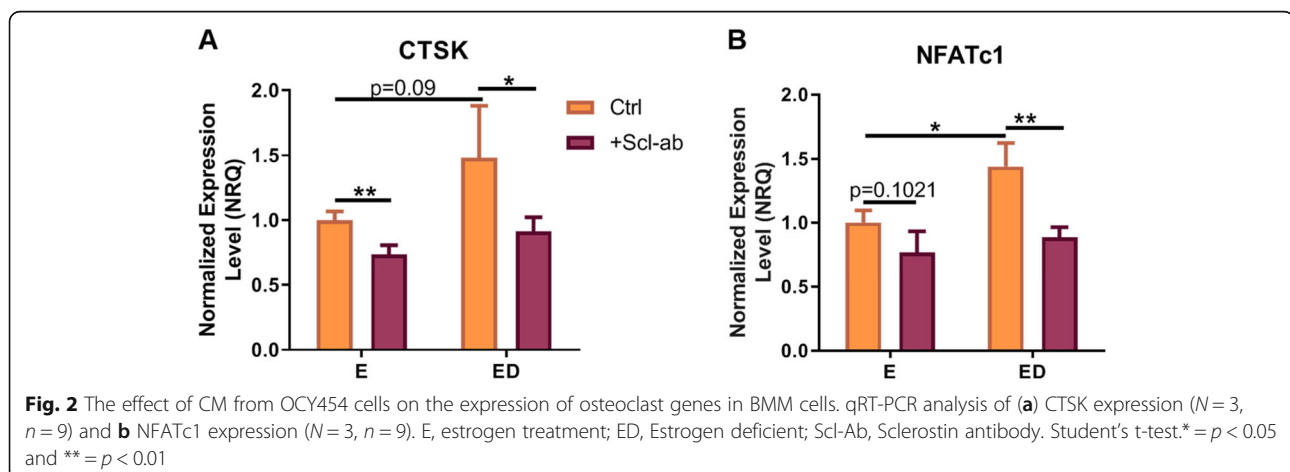 A
CTSK
p=0.09
*
**
Normalized Expression
Level (NRQ)
2.0
1.5
1.0
0.5
0.0
E
ED
Ctrl
+Scl-ab
B
NFATc1
*
**
p=0.1021
Normalized Expression
Level (NRQ)
2.0
1.5
1.0
0.5
0.0
E
ED
Fig. 2 The effect of CM from OCY454 cells on the expression of osteoclast genes in BMM cells. qRT-PCR analysis of (a) CTSK expression (N = 3,
n = 9) and b NFATc1 expression (N = 3, n = 9). E, estrogen treatment; ED, Estrogen deficient; Scl-Ab, Sclerostin antibody. Student's t-test.* = p < 0.05
and ** = p < 0.01